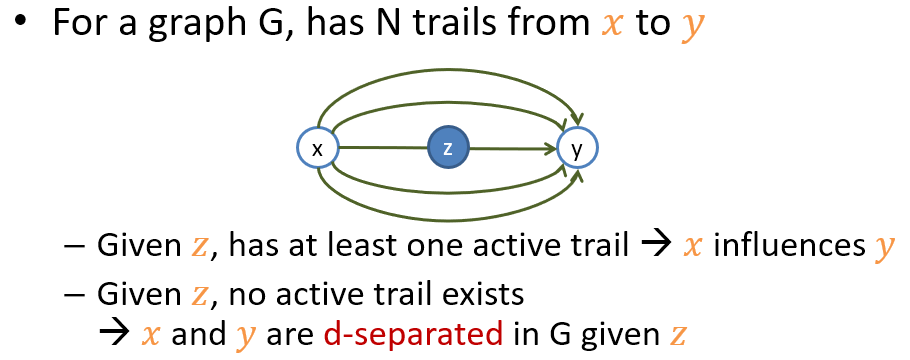 • For a graph G, has N trails from x to y
x z y
– Given z, has at least one active trail → x influences y
– Given z, no active trail exists
→ x and y are d-separated in G given z